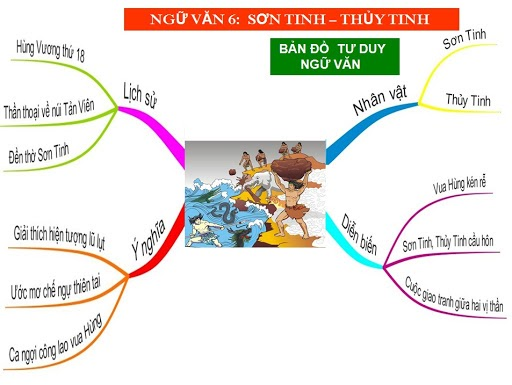 NGỮ VĂN 6: SƠN TINH – THỦY TINH
BẢN ĐỒ TƯ DUY
NGỮ VĂN
Lịch sử
Hùng Vương thứ 18
Thần thoại về núi Tản Viên
Đền thờ Sơn Tinh
Nhân vật
Sơn Tinh
Thủy Tinh
Ý nghĩa
Giải thích hiện tượng lũ lụt
Ước mơ chế ngự thiên tai
Ca ngợi công lao vua Hùng
Diễn biến
Vua Hùng kén rễ
Sơn Tinh, Thủy Tinh cầu hôn
Cuộc giao tranh giữa hai vị thần